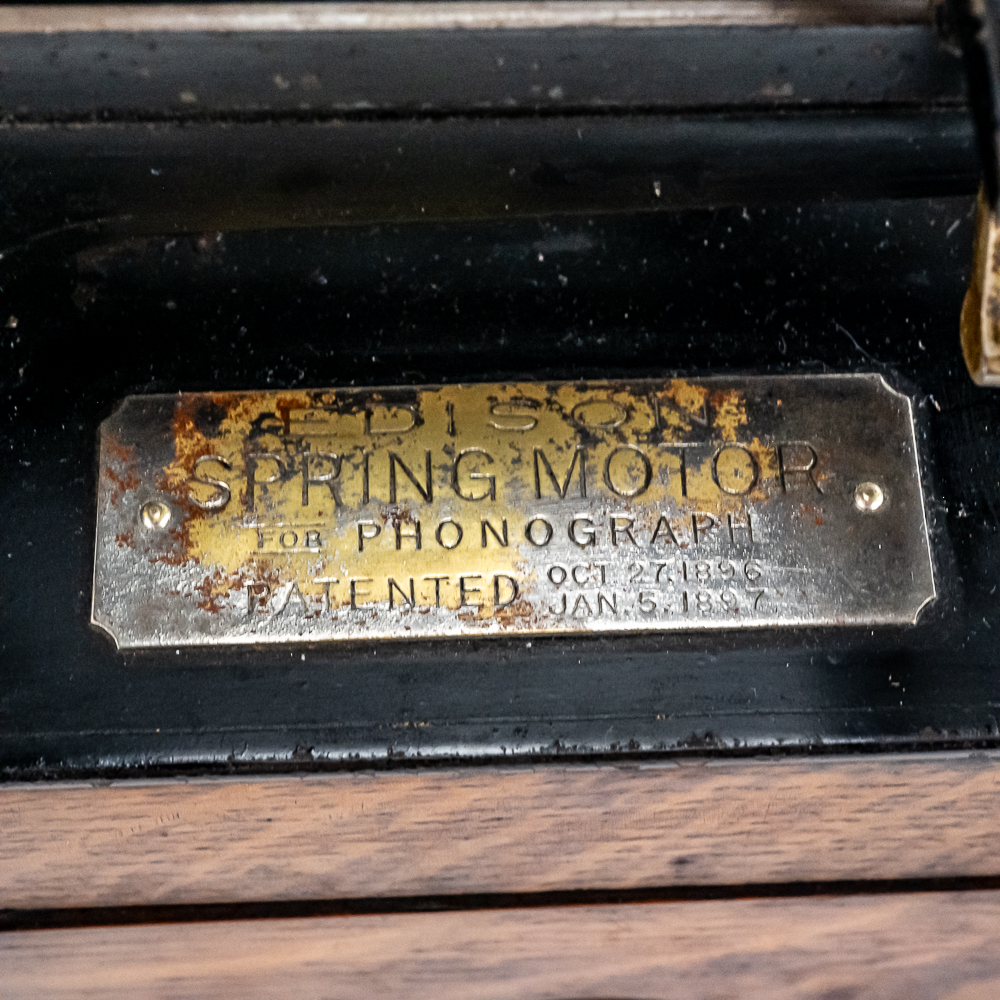 EDISON
SPRING MOTOR
FOR PHONOGRAPH
PATENTED OCT 27.1896
JAN. 5. 1897